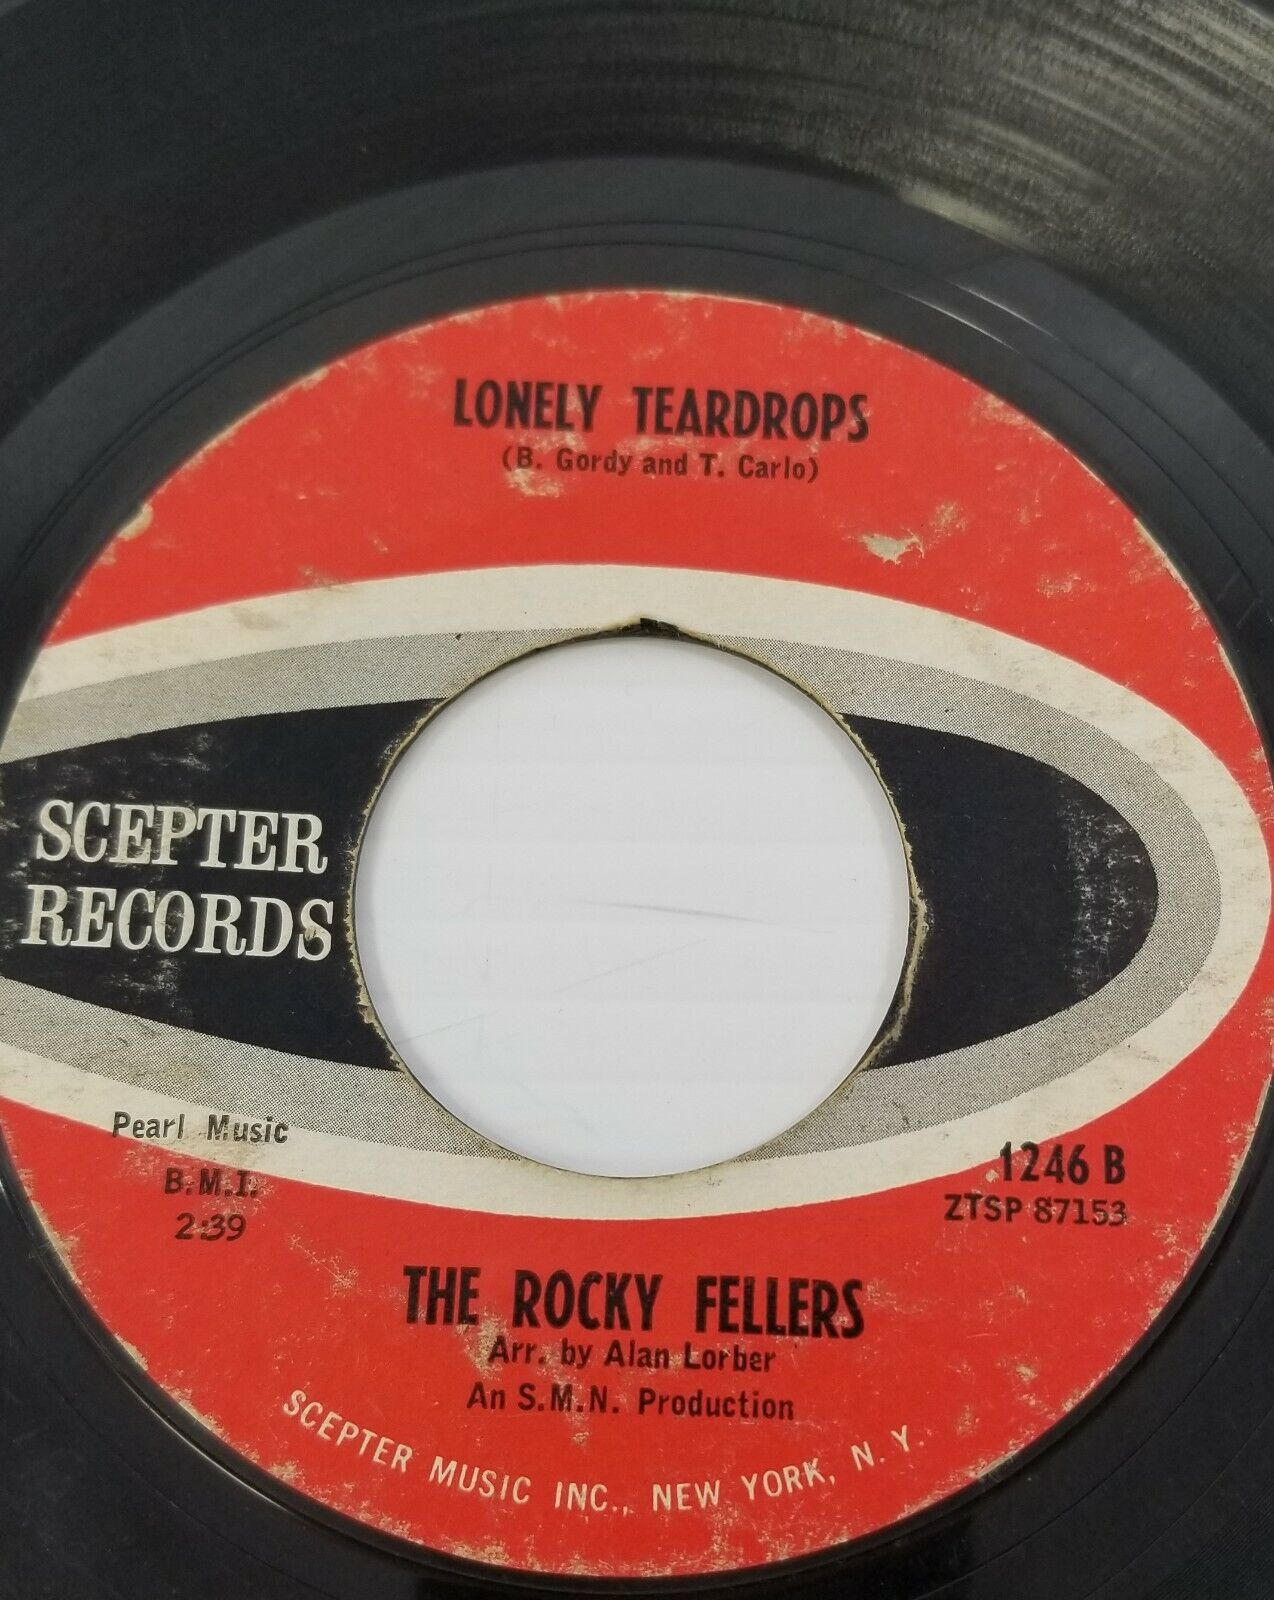 LONELY TEARDROPS
(B. Gordy and T. Carlo)
SCEPTER
RECORDS
Pearl Music
B.M.I.
2:39
1246 B
ZTSP 87153
THE ROCKY FELLERS
Arr. by Alan Lorber
An S.M.N. Production
SCEPTER MUSIC INC., NEW YORK, N. Y.